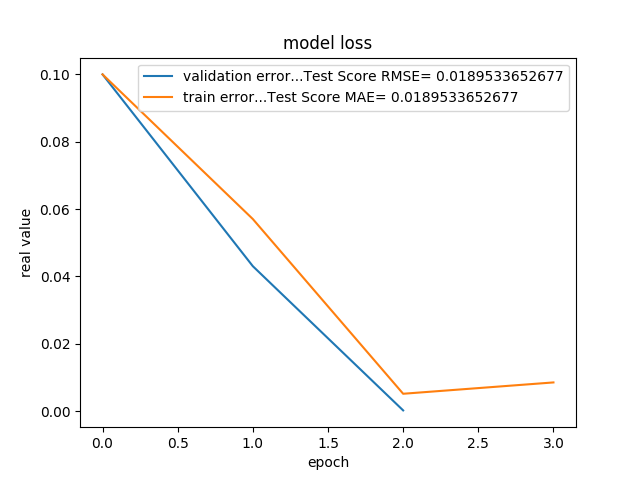 model loss
validation error...Test Score RMSE= 0.0189533652677
train error...Test Score MAE= 0.0189533652677
0.10
0.08
0.06
0.04
0.02
0.00
real value
0.0 0.5 1.0 1.5 2.0 2.5 3.0
epoch